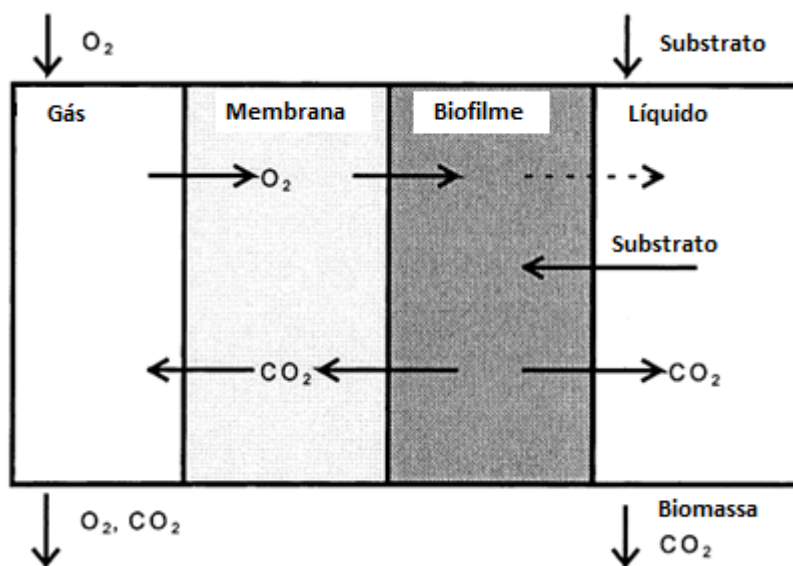 O₂
Substrato
Gás
Membrana
Biofilme
Líquido
O₂
Substrato
CO₂
CO₂
O₂, CO₂
Biomassa
CO₂